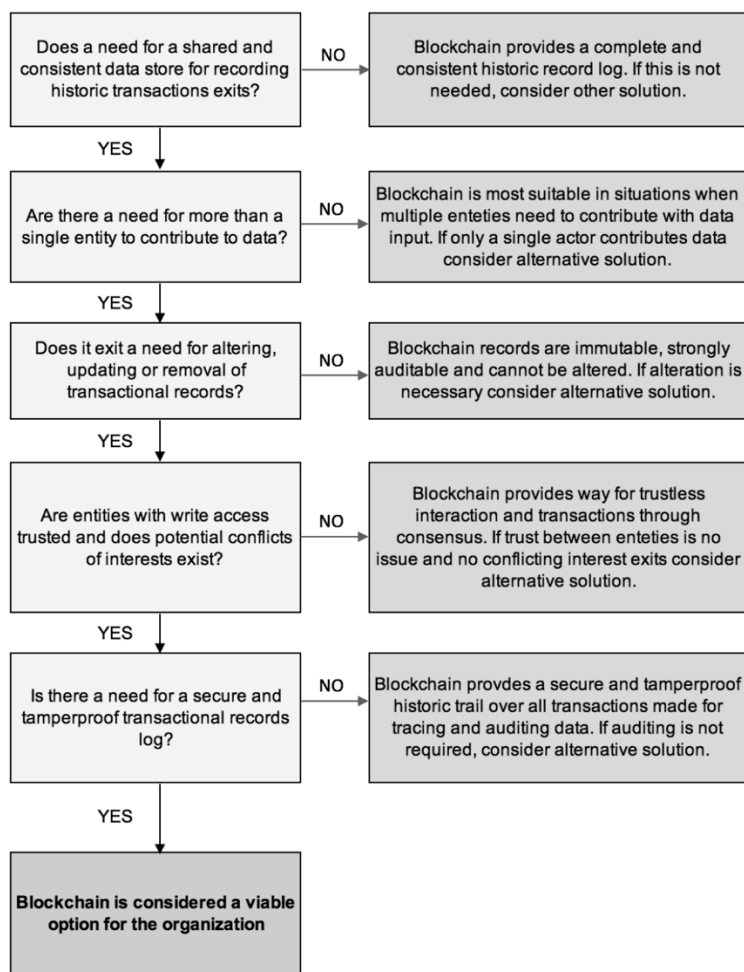 Does a need for a shared and
consistent data store for recording
historic transactions exits?
NO
Blockchain provides a complete and
consistent historic record log. If this is not
needed, consider other solution.
YES
Are there a need for more than a
single entity to contribute to data?
NO
Blockchain is most suitable in situations when
multiple enteties need to contribute with data
input. If only a single actor contributes data
consider alternative solution.
YES
Does it exit a need for altering,
updating or removal of
transactional records?
NO
Blockchain records are immutable, strongly
auditable and cannot be altered. If alteration is
necessary consider alternative solution.
YES
Are entities with write access
trusted and does potential conflicts
of interests exist?
NO
Blockchain provides way for trustless
interaction and transactions through
consensus. If trust between enteties is no
issue and no conflicting interest exits consider
alternative solution.
YES
Is there a need for a secure and
tamperproof transactional records
log?
NO
Blockchain provdes a secure and tamperproof
historic trail over all transactions made for
tracing and auditing data. If auditing is not
required, consider alternative solution.
YES
Blockchain is considered a viable
option for the organization